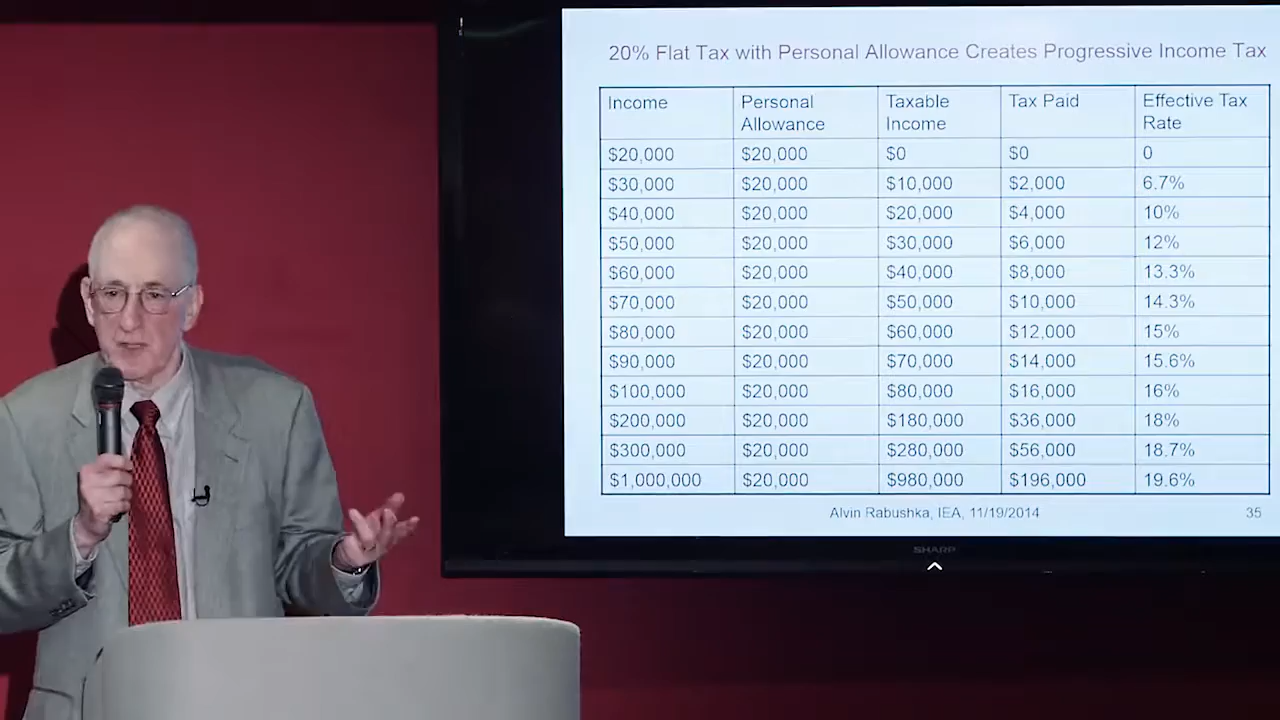 20% Flat Tax with Personal Allowance Creates Progressive Income Tax
Income Personal Allowance Taxable Income Tax Paid Effective Tax Rate
$20,000 $20,000 $0 $0 0
$30,000 $20,000 $10,000 $2,000 6.7%
$40,000 $20,000 $20,000 $4,000 10%
$50,000 $20,000 $30,000 $6,000 12%
$60,000 $20,000 $40,000 $8,000 13.3%
$70,000 $20,000 $50,000 $10,000 14.3%
$80,000 $20,000 $60,000 $12,000 15%
$90,000 $20,000 $70,000 $14,000 15.6%
$100,000 $20,000 $80,000 $16,000 16%
$200,000 $20,000 $180,000 $36,000 18%
$300,000 $20,000 $280,000 $56,000 18.7%
$1,000,000 $20,000 $980,000 $196,000 19.6%
Alvin Rabushka, IEA, 11/19/2014 35
SHARP